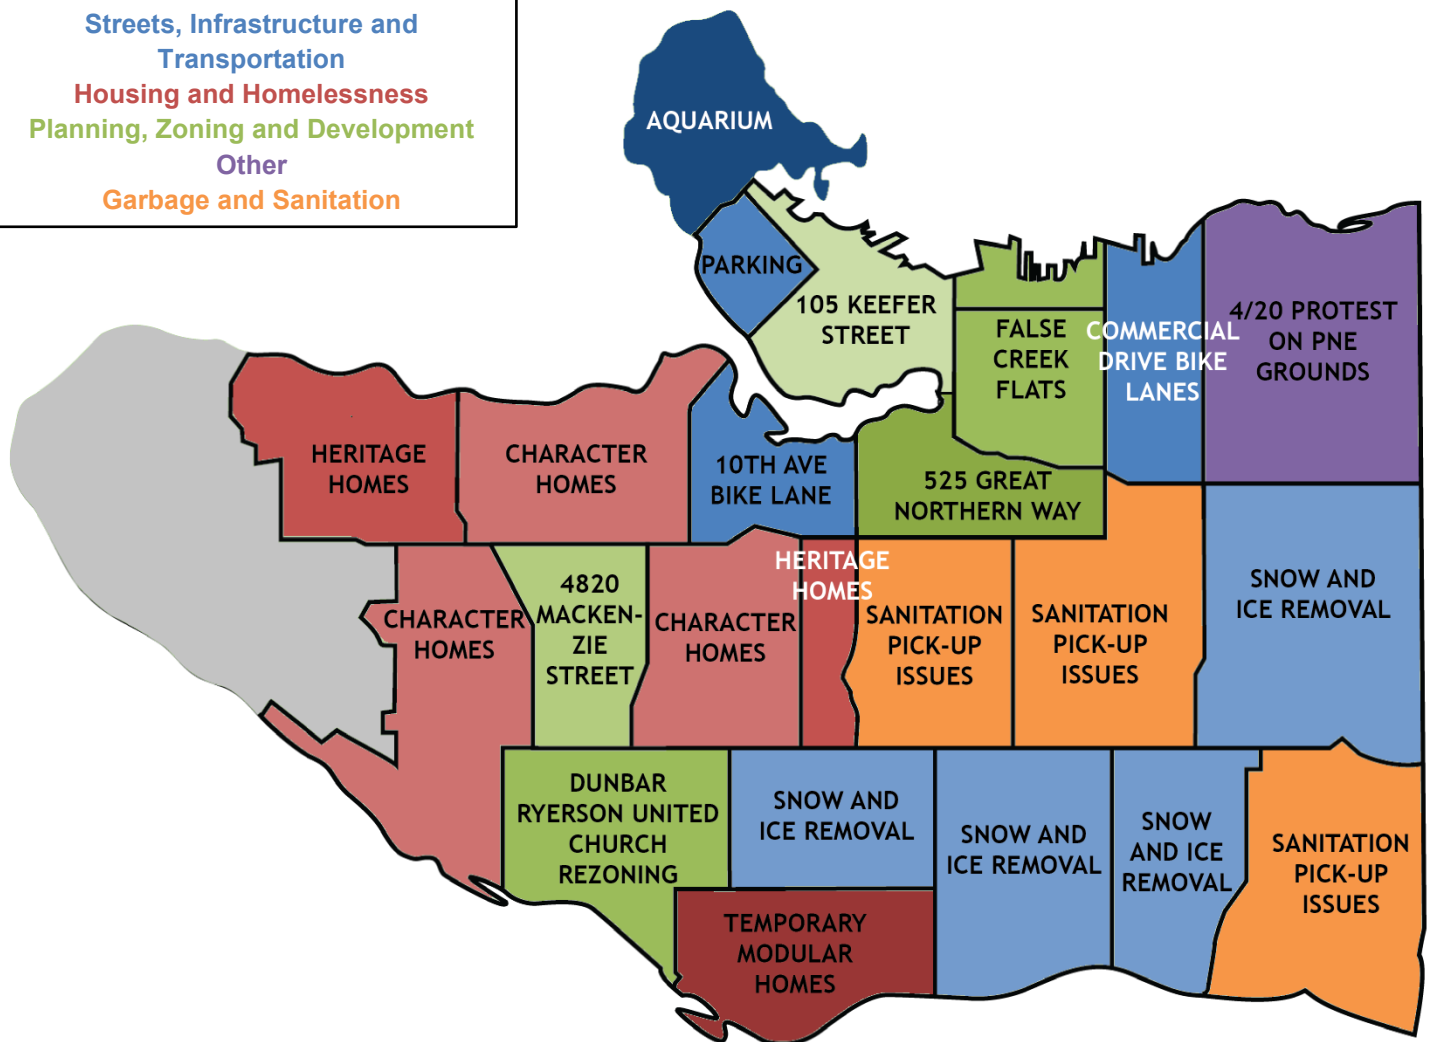 Streets, Infrastructure and
Transportation
Housing and Homelessness
Planning, Zoning and Development
Other
Garbage and Sanitation
AQUARIUM
PARKING
105 KEEFER
STREET
FALSE
CREEK
FLATS
COMMERCIAL
DRIVE BIKE
LANES
4/20 PROTEST
ON PNE
GROUNDS
HERITAGE
HOMES
CHARACTER
HOMES
10TH AVE
BIKE LANE
525 GREAT
NORTHERN WAY
CHARACTER
HOMES
4820
MACKEN-
ZIE
STREET
CHARACTER
HOMES
HERITAGE
HOMES
SANITATION
PICK-UP
ISSUES
SANITATION
PICK-UP
ISSUES
SNOW AND
ICE REMOVAL
DUNBAR
RYERSON UNITED
CHURCH
REZONING
SNOW AND
ICE REMOVAL
SNOW AND
ICE REMOVAL
SNOW
AND ICE
REMOVAL
SANITATION
PICK-UP
ISSUES
TEMPORARY
MODULAR
HOMES